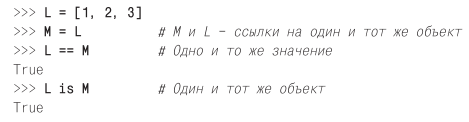 >>> L = [1, 2, 3]
>>> M = L # M и L – ссылки на один и тот же объект
>>> L == M # Одно и то же значение
True
>>> L is M # Один и тот же объект
True